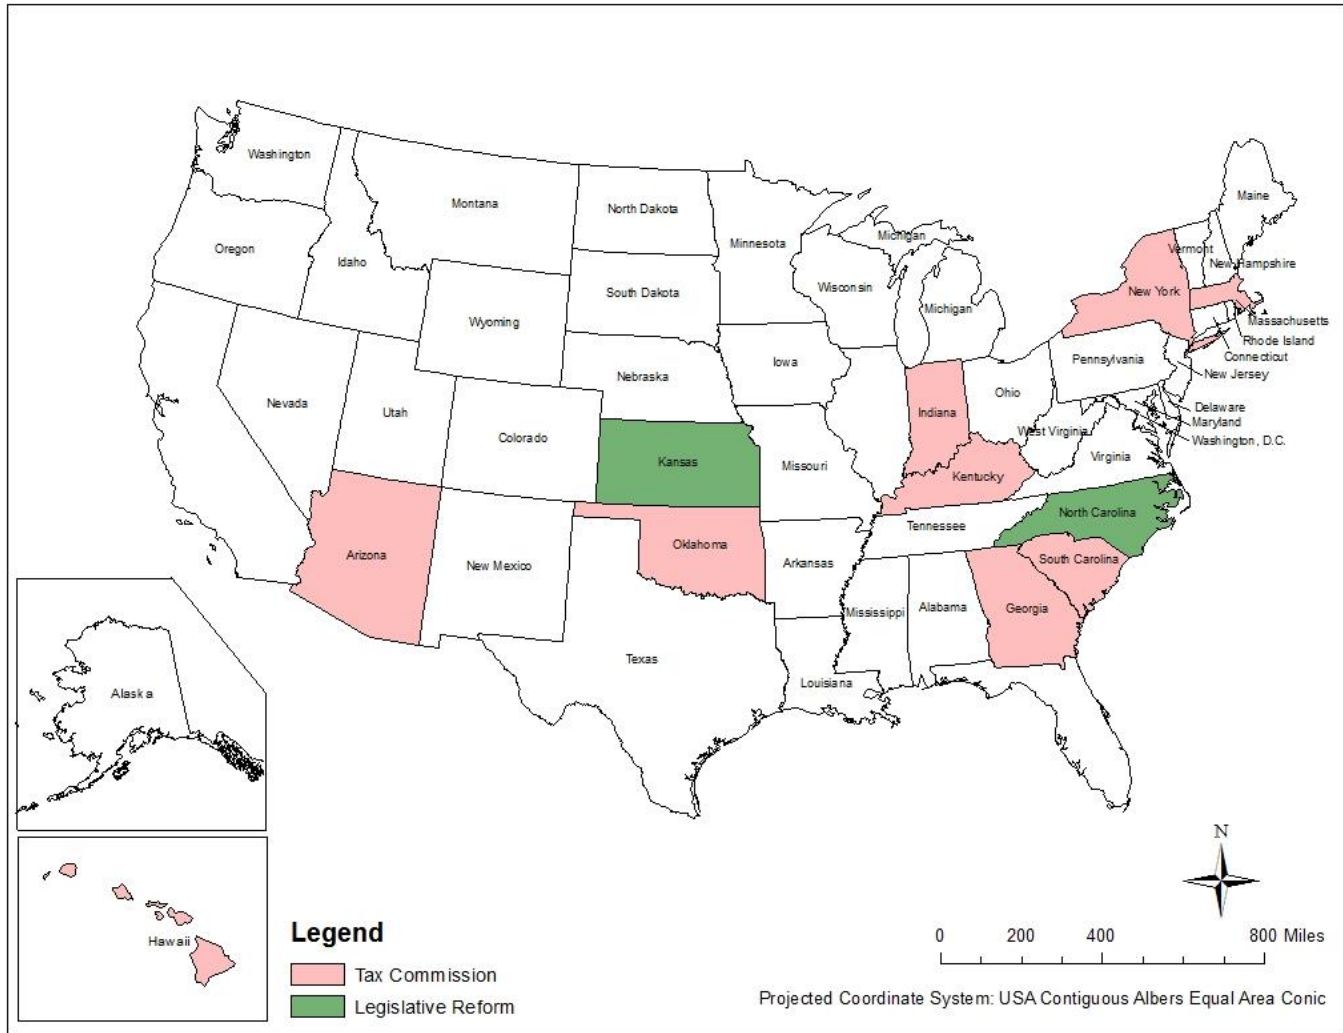 Washington
Montana
North Dakota
Minnesota
Michigan
Maine
Oregon
Idaho
Vermont
New Hampshire
South Dakota
Wisconsin
Wyoming
Michigan
New York
Massachusetts
Rhode Island
Connecticut
Iowa
Pennsylvania
New Jersey
Nebraska
Ohio
Nevada
Utah
Indiana
Delaware
Maryland
Colorado
West Virginia
Washington, D.C.
Kansas
Missouri
Virginia
Kentucky
North Carolina
Tennessee
Arizona
Oklahoma
New Mexico
Arkansas
South Carolina
Mississippi
Alabama
Georgia
Texas
Louisiana
Alaska
Hawaii
N
Legend
Tax Commission
Legislative Reform
0 200 400 800 Miles
Projected Coordinate System: USA Contiguous Albers Equal Area Conic